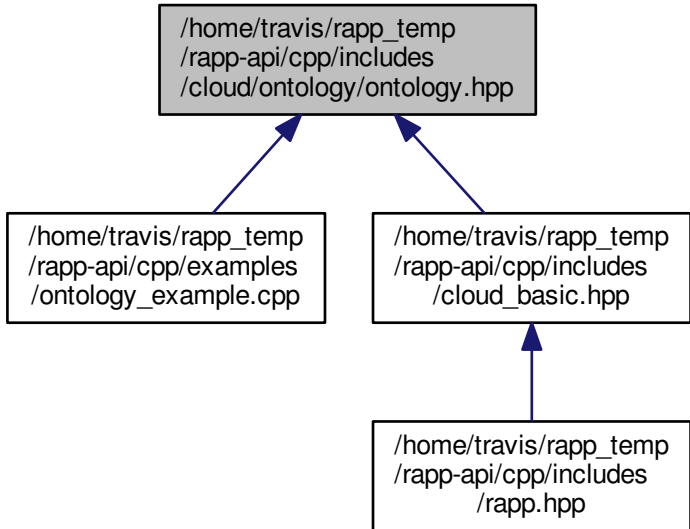 /home/travis/rapp_temp
/rapp-api/cpp/includes
/cloud/ontology/ontology.hpp
/home/travis/rapp_temp
/rapp-api/cpp/examples
/ontology_example.cpp
/home/travis/rapp_temp
/rapp-api/cpp/includes
/cloud_basic.hpp
/home/travis/rapp_temp
/rapp-api/cpp/includes
/rapp.hpp